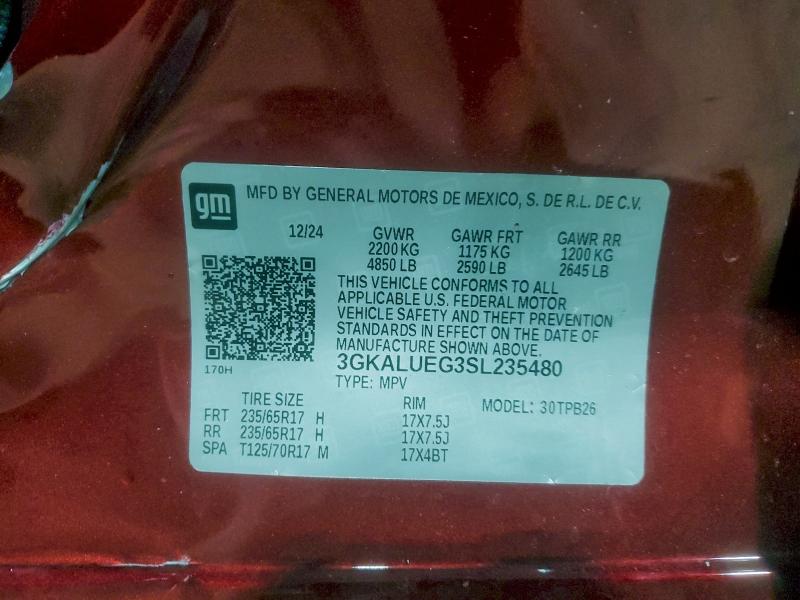 gm MFD BY GENERAL MOTORS DE MEXICO, S. DE R.L. DE C.V.
12/24 GVWR GAWR FRT GAWR RR
2200 KG 1175 KG 1200 KG
4850 LB 2590 LB 2645 LB
THIS VEHICLE CONFORMS TO ALL
APPLICABLE U.S. FEDERAL MOTOR
VEHICLE SAFETY AND THEFT PREVENTION
STANDARDS IN EFFECT ON THE DATE OF
MANUFACTURE SHOWN ABOVE.
170H 3GKALUEG3SL235480
TYPE: MPV
TIRE SIZE RIM MODEL: 30TPB26
FRT 235/65R17 H 17X7.5J
RR 235/65R17 H 17X7.5J
SPA T125/70R17 M 17X4BT